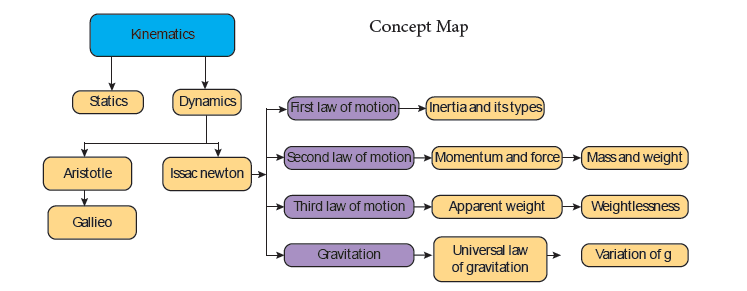 Concept Map
Kinematics
Statics
Dynamics
Aristotle
Issac newton
Gallieo
First law of motion
Inertia and its types
Second law of motion
Momentum and force
Mass and weight
Third law of motion
Apparent weight
Weightlessness
Gravitation
Universal law
of gravitation
Variation of g